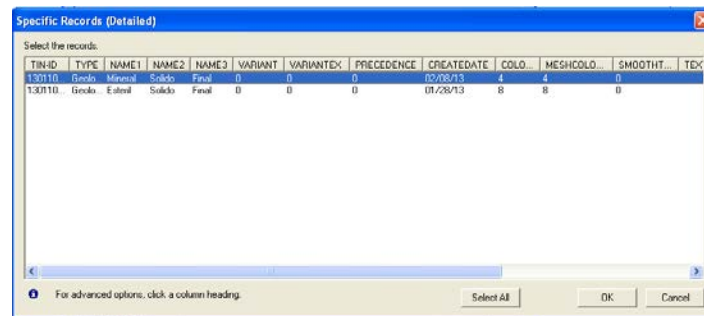 Specific Records (Detailed)
Select the records.
TIN-ID TYPE NAME1 NAME2 NAME3 VARIANT VARIANTEX PRECEDENCE CREATEDATE COLO... MESHCOLO... SMOOTHT... TEX
130110... Geolo... Mineral Solido Final 0 0 0 02/08/13 4 4 0
130110... Geolo... Esteril Solido Final 0 0 0 01/28/13 8 8 0
For advanced options, click a column heading.
Select All OK Cancel